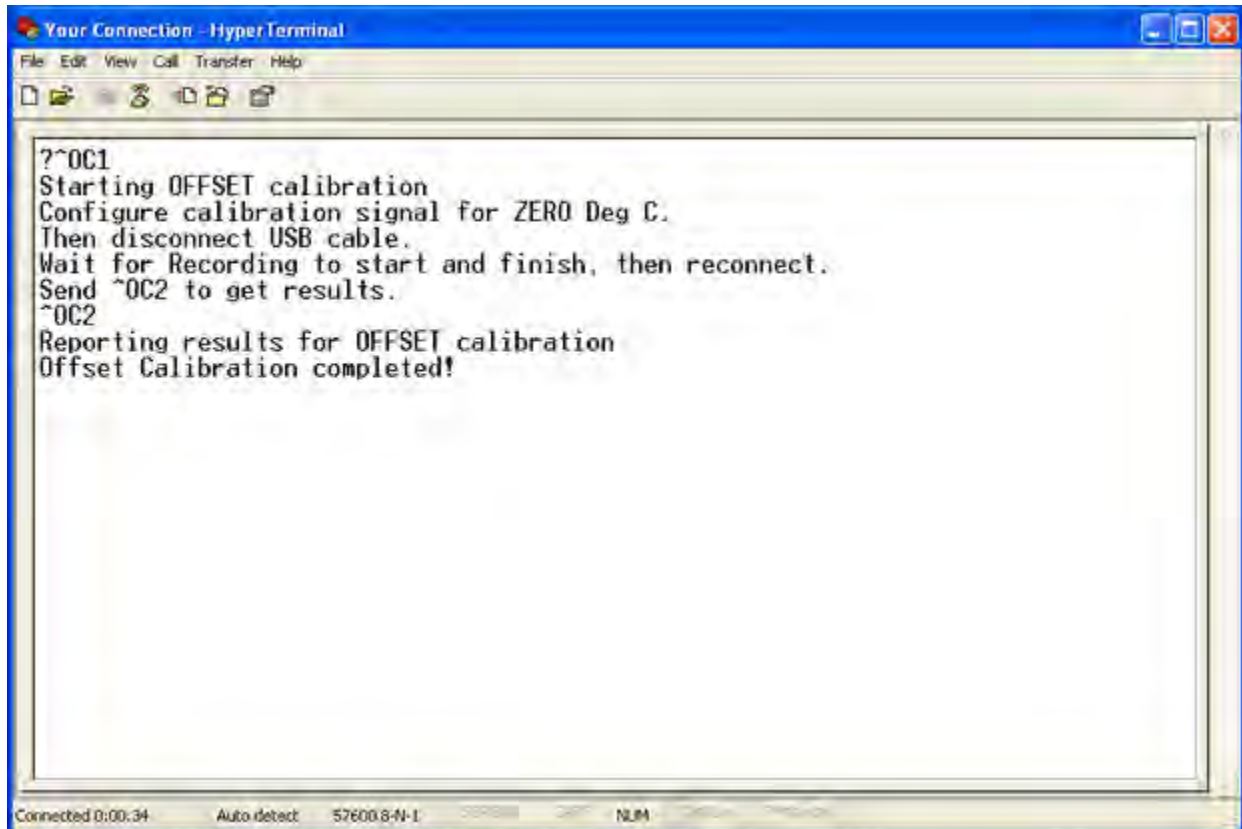 Your Connection - HyperTerminal
File Edit View Call Transfer Help
?^OC1
Starting OFFSET calibration
Configure calibration signal for ZERO Deg C.
Then disconnect USB cable.
Wait for Recording to start and finish, then reconnect.
Send ^OC2 to get results.
^OC2
Reporting results for OFFSET calibration
Offset Calibration completed!
Connected 0:00:34 Auto detect 57600 8-N-1 NUM